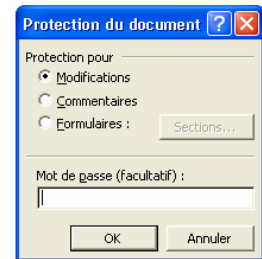 Protection du document
Protection pour
Modifications
Commentaires
Formulaires :
Sections...
Mot de passe (facultatif) :
OK
Annuler